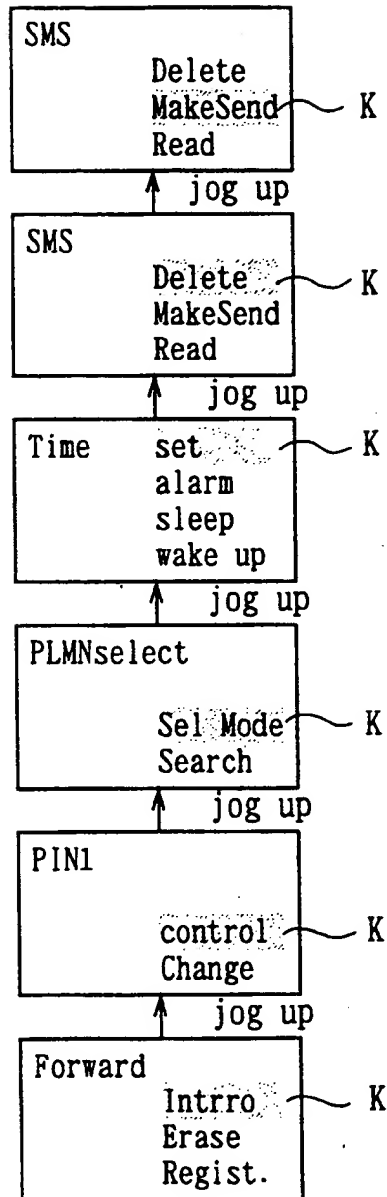 SMS
Delete
MakeSend K
Read
jog up
SMS
Delete K
MakeSend
Read
jog up
Time set K
alarm
sleep
wake up
jog up
PLMNselect
Sel Mode K
Search
jog up
PIN1
control K
Change
jog up
Forward
Intrro K
Erase
Regist.